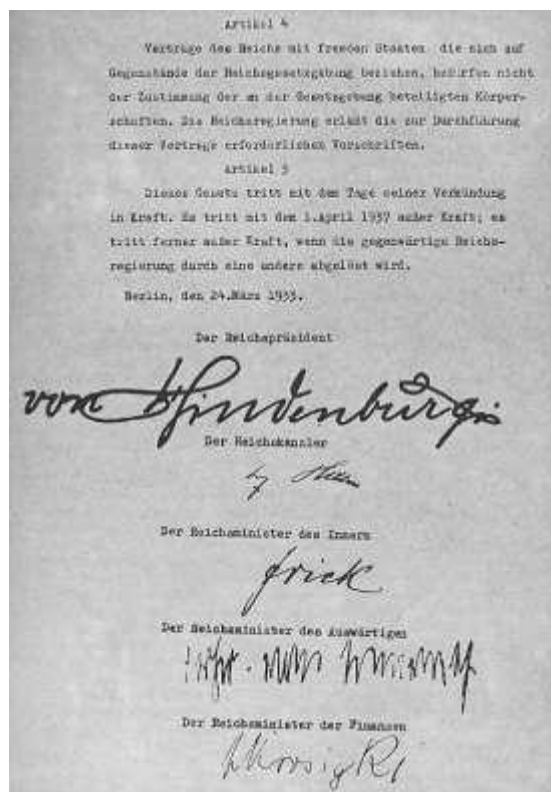 Artikel 4
Verträge des Reichs mit fremden Staaten die sich auf
Gegenstände der Reichsgesetzgebung beziehen, bedürfen nicht
der Zustimmung der an der Gesetzgebung beteiligten Körper-
schaften. Die Reichsregierung erläßt die zur Durchführung
dieser Verträge erforderlichen Vorschriften.
Artikel 5
Dieses Gesetz tritt mit dem Tage seiner Verkündung
in Kraft. Es tritt mit dem 1.April 1937 außer Kraft; es
tritt ferner außer Kraft, wenn die gegenwärtige Reichs-
regierung durch eine andere abgelöst wird.
Berlin, den 24.März 1933.
Der Reichspräsident
von Hindenburg
Der Reichskanzler
Der Reichsminister des Innern
Frick
Der Reichsminister des Auswärtigen
Der Reichsminister der Finanzen